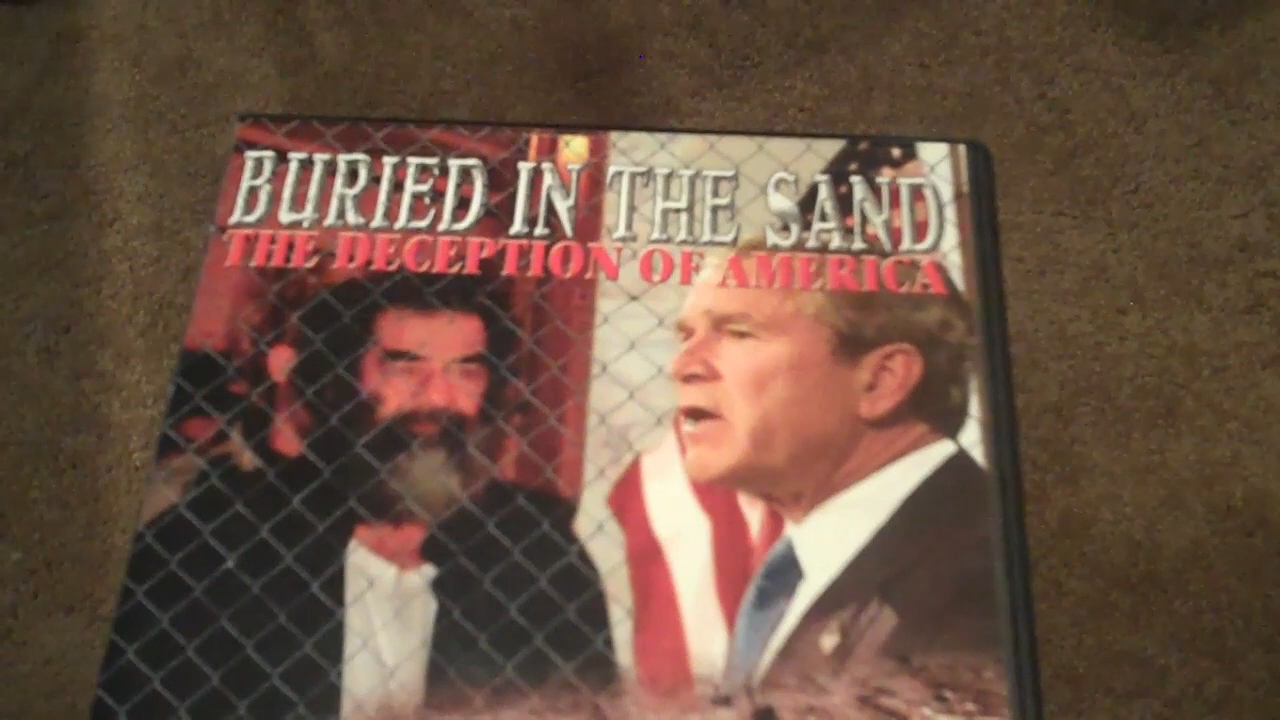 BURIED IN THE SAND
THE DECEPTION OF AMERICA